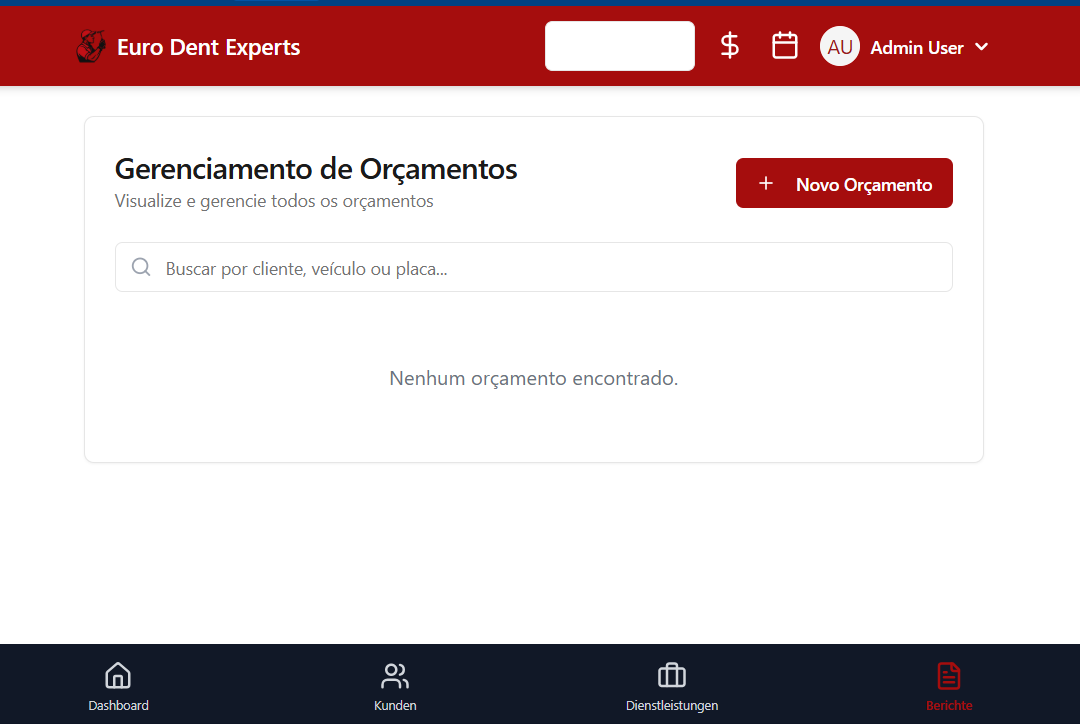 Euro Dent Experts
AU Admin User
Gerenciamento de Orçamentos
Visualize e gerencie todos os orçamentos
+ Novo Orçamento
Buscar por cliente, veículo ou placa...
Nenhum orçamento encontrado.
Dashboard Kunden Dienstleistungen Berichte